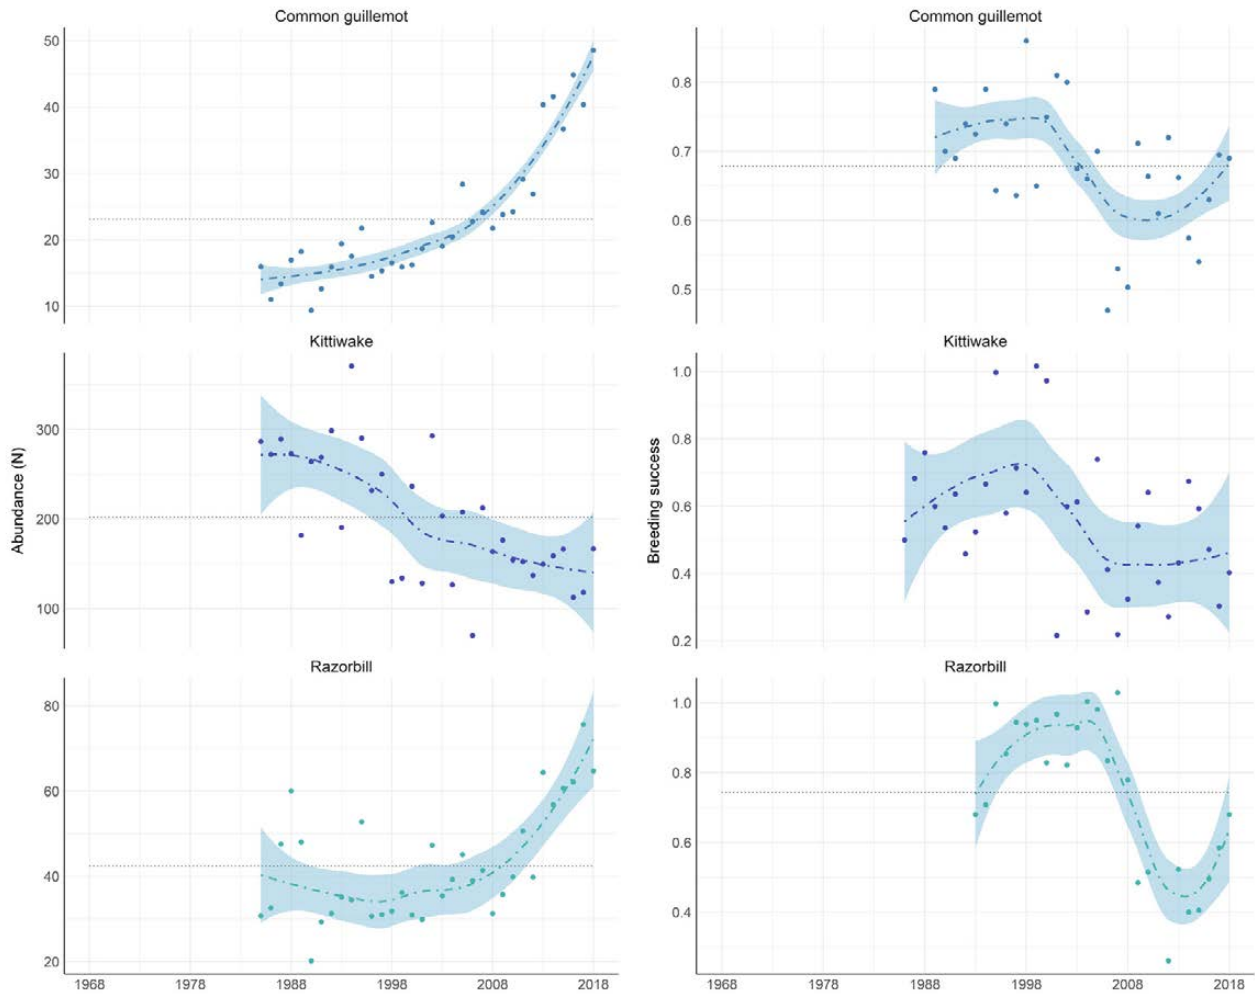 Common guillemot
50
40
30
20
10
Kittiwake
300
200
100
Abundance (N)
Razorbill
80
60
40
20
1968 1978 1988 1998 2008 2018
Common guillemot
0.8
0.7
0.6
0.5
Kittiwake
1.0
0.8
0.6
0.4
0.2
Breeding success
Razorbill
1.0
0.8
0.6
0.4
1968 1978 1988 1998 2008 2018